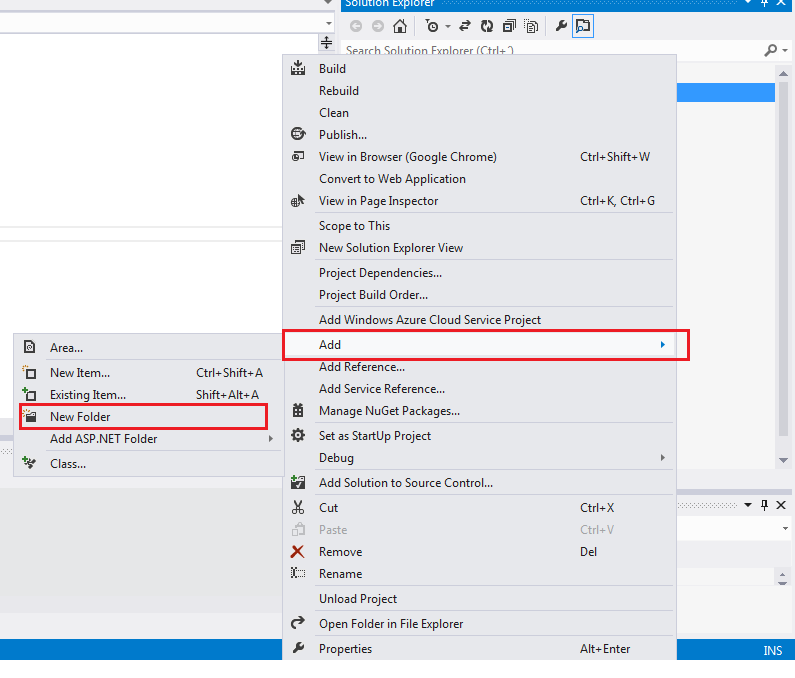 Solution Explorer
Search Solution Explorer (Ctrl+¨)
Build
Rebuild
Clean
Publish...
View in Browser (Google Chrome) Ctrl+Shift+W
Convert to Web Application
View in Page Inspector Ctrl+K, Ctrl+G
Scope to This
New Solution Explorer View
Project Dependencies...
Project Build Order...
Add Windows Azure Cloud Service Project
Add
Add Reference...
Add Service Reference...
Manage NuGet Packages...
Set as StartUp Project
Debug
Add Solution to Source Control...
Cut Ctrl+X
Paste Ctrl+V
Remove Del
Rename
Unload Project
Open Folder in File Explorer
Properties Alt+Enter
Area...
New Item... Ctrl+Shift+A
Existing Item... Shift+Alt+A
New Folder
Add ASP.NET Folder
Class...
INS